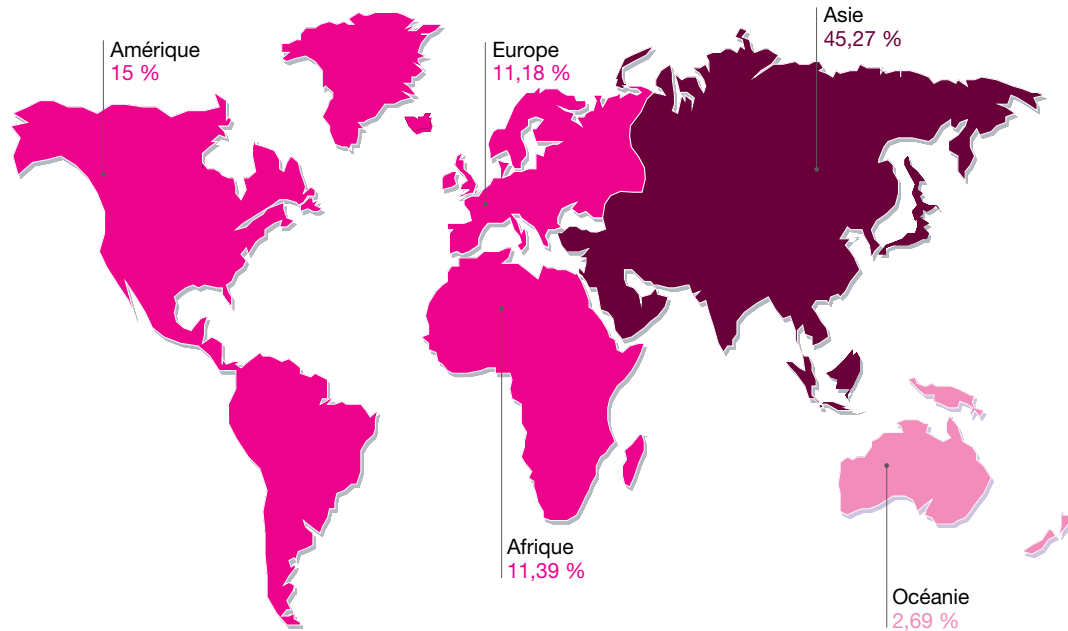 Amérique
15 %
Europe
11,18 %
Asie
45,27 %
Afrique
11,39 %
Océanie
2,69 %